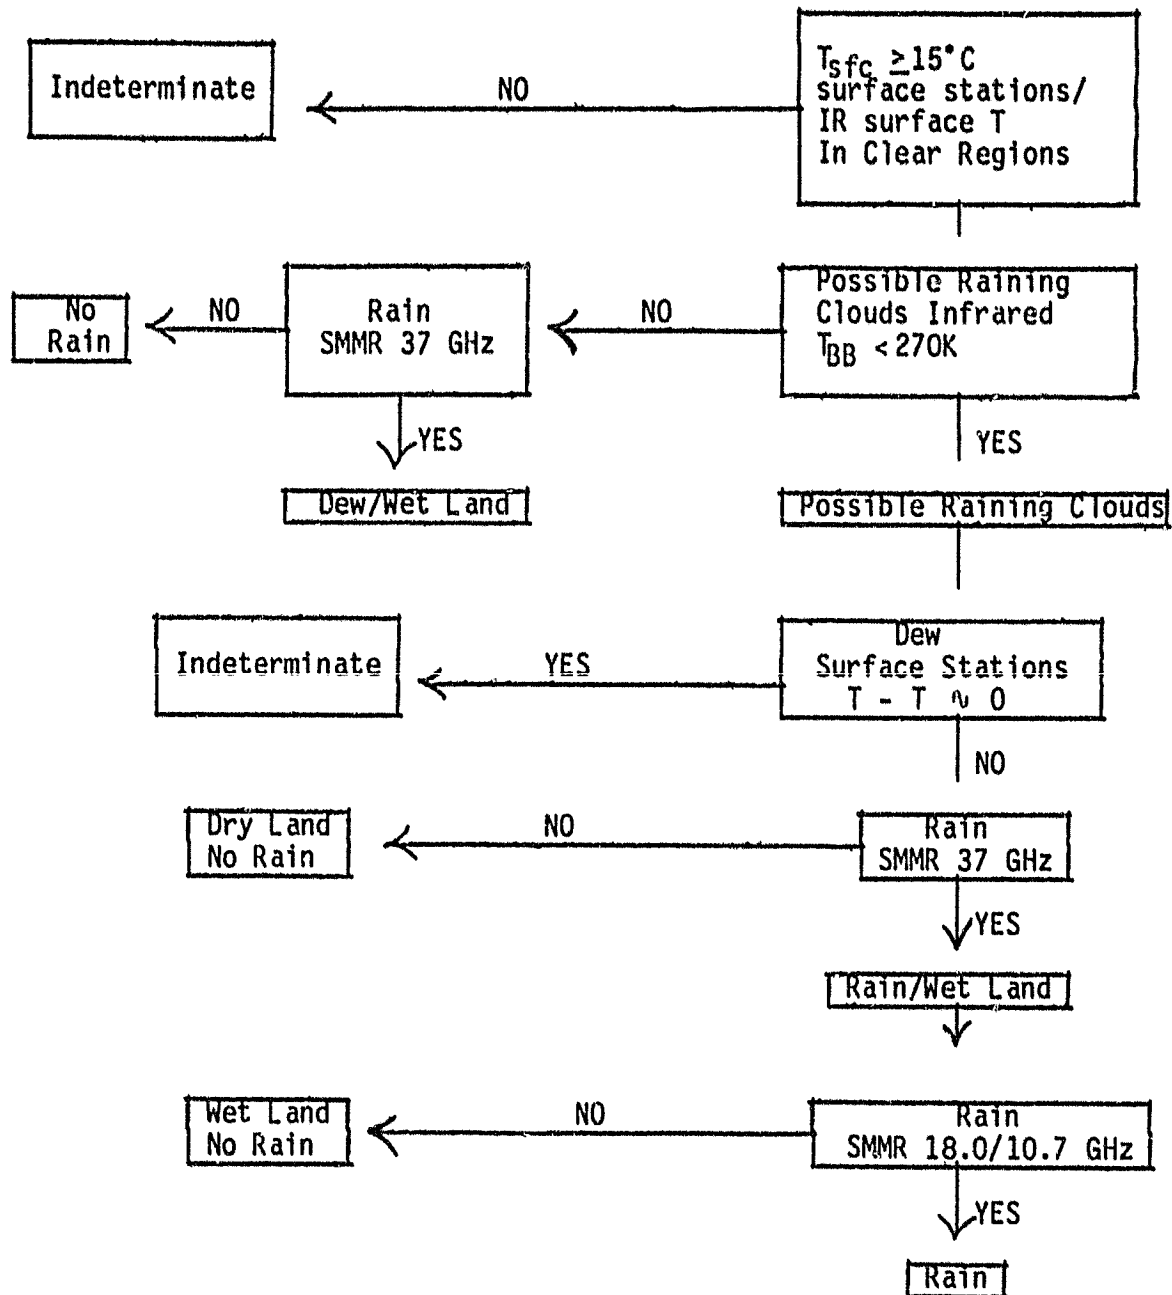 Indeterminate
NO
Tsfc ≥15°C
surface stations/
IR surface T
In Clear Regions
No
Rain
NO
Rain
SMMR 37 GHz
NO
Possible Raining
Clouds Infrared
TBB <270K
YES
YES
Dew/Wet Land
Possible Raining Clouds
Indeterminate
YES
Dew
Surface Stations
T - T ∿ 0
NO
Dry Land
No Rain
NO
Rain
SMMR 37 GHz
YES
Rain/Wet Land
Wet Land
No Rain
NO
Rain
SMMR 18.0/10.7 GHz
YES
Rain